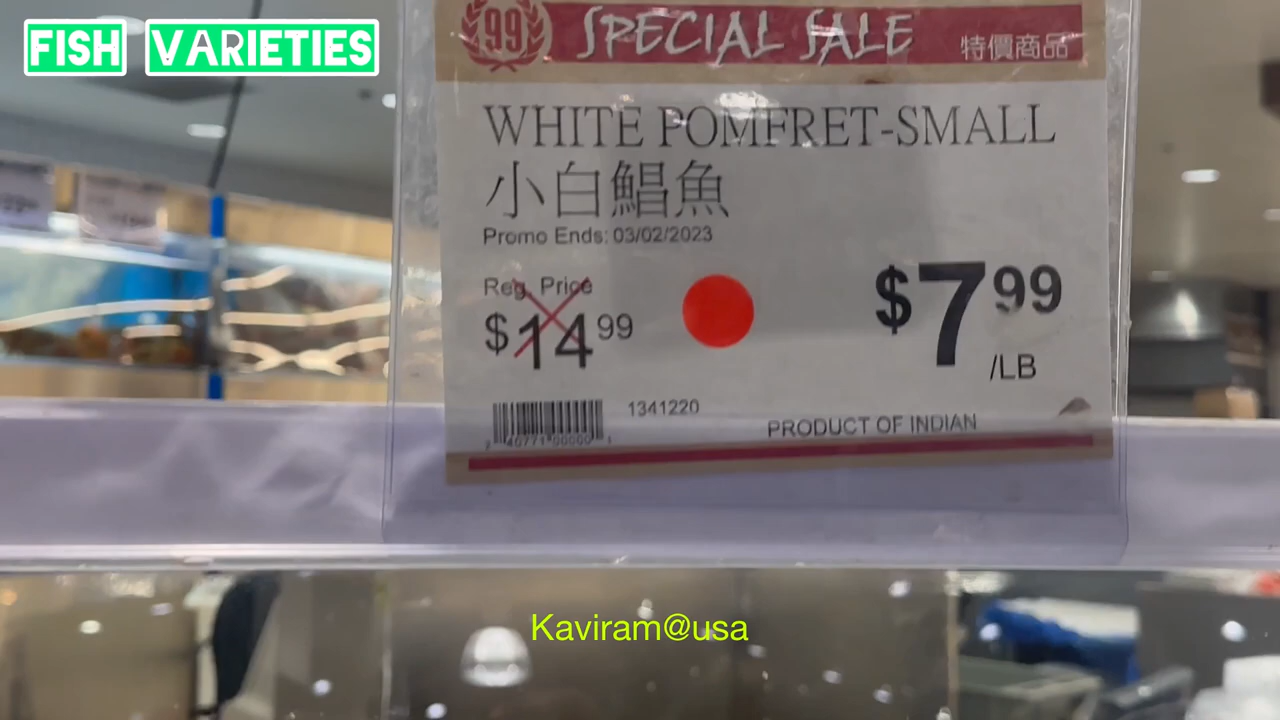 FISH VARIETIES
99 SPECIAL SALE 特價商品
WHITE POMFRET-SMALL
小白鯧魚
Promo Ends: 03/02/2023
Reg. Price
$14.99
$7.99
/LB
1341220
PRODUCT OF INDIAN
Kaviram@usa